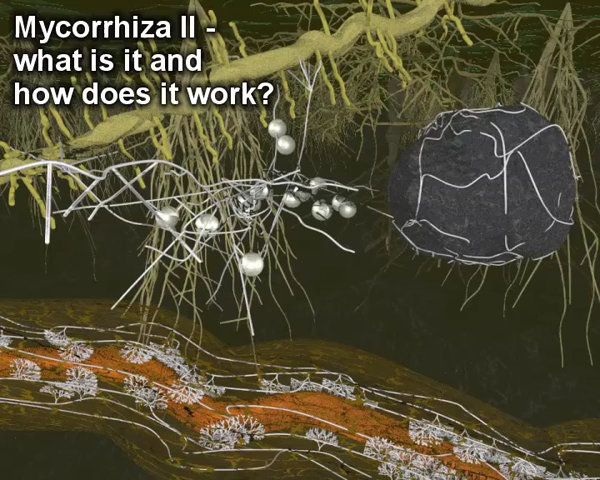 Mycorrhiza II -
what is it and
how does it work?